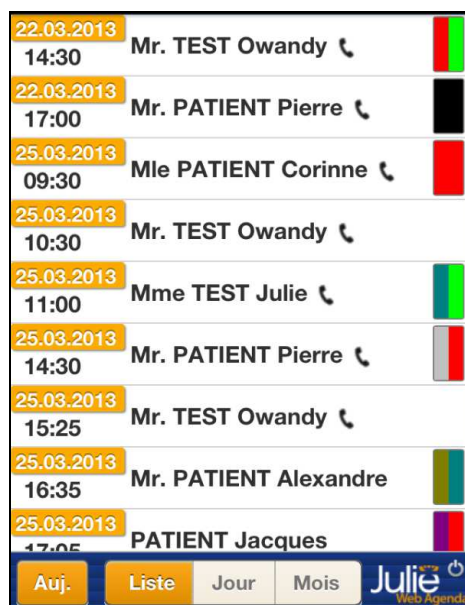 22.03.2013
14:30 Mr. TEST Owandy
22.03.2013
17:00 Mr. PATIENT Pierre
25.03.2013
09:30 Mle PATIENT Corinne
25.03.2013
10:30 Mr. TEST Owandy
25.03.2013
11:00 Mme TEST Julie
25.03.2013
14:30 Mr. PATIENT Pierre
25.03.2013
15:25 Mr. TEST Owandy
25.03.2013
16:35 Mr. PATIENT Alexandre
25.03.2013
17:05 PATIENT Jacques
Auj. Liste Jour Mois Julie
Web Agenda